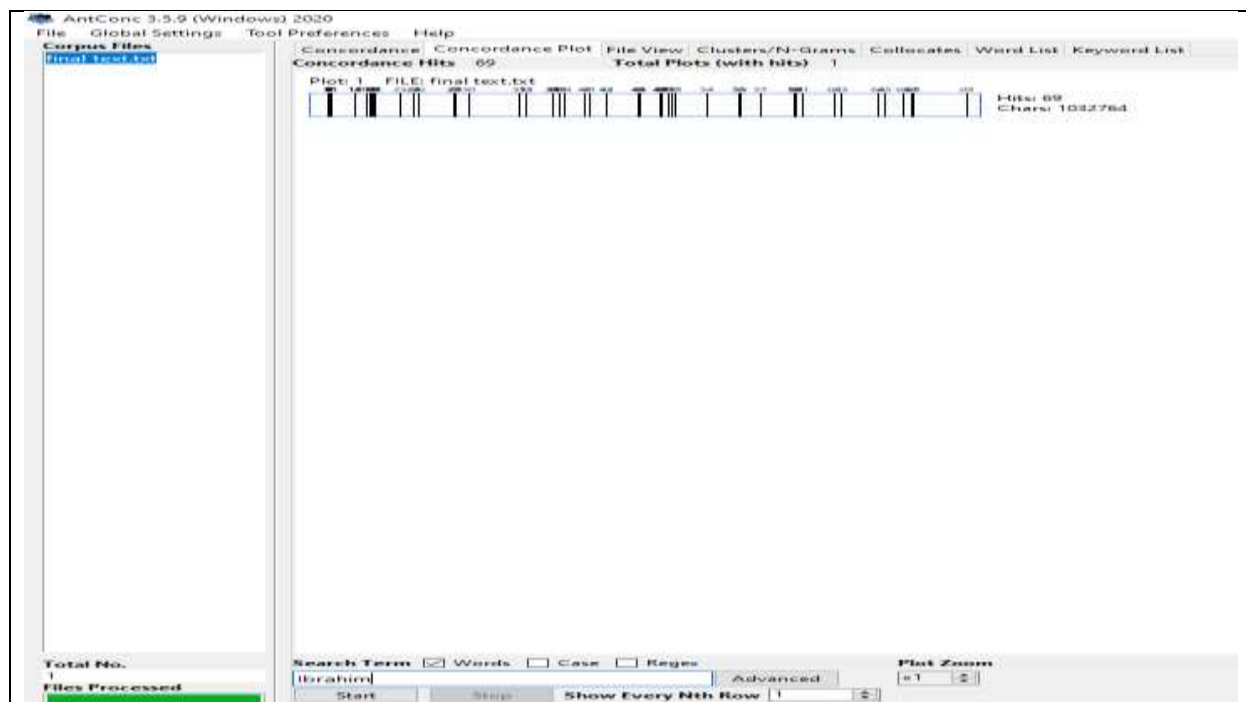 AntConc 3.5.9 (Windows) 2020
File Global Settings Tool Preferences Help
Corpus Files
final text.txt
Concordance Concordance Plot File View Clusters/N-Grams Collocates Word List Keyword List
Concordance Hits 69 Total Plots (with hits) 1
Plot: 1 FILE: final text.txt
Hits: 69
Chars: 1032764
Total No.
1
Files Processed
Search Term Words Case Regex
Ibrahim
Advanced
Start Stop Show Every Nth Row 1
Plot Zoom
x1